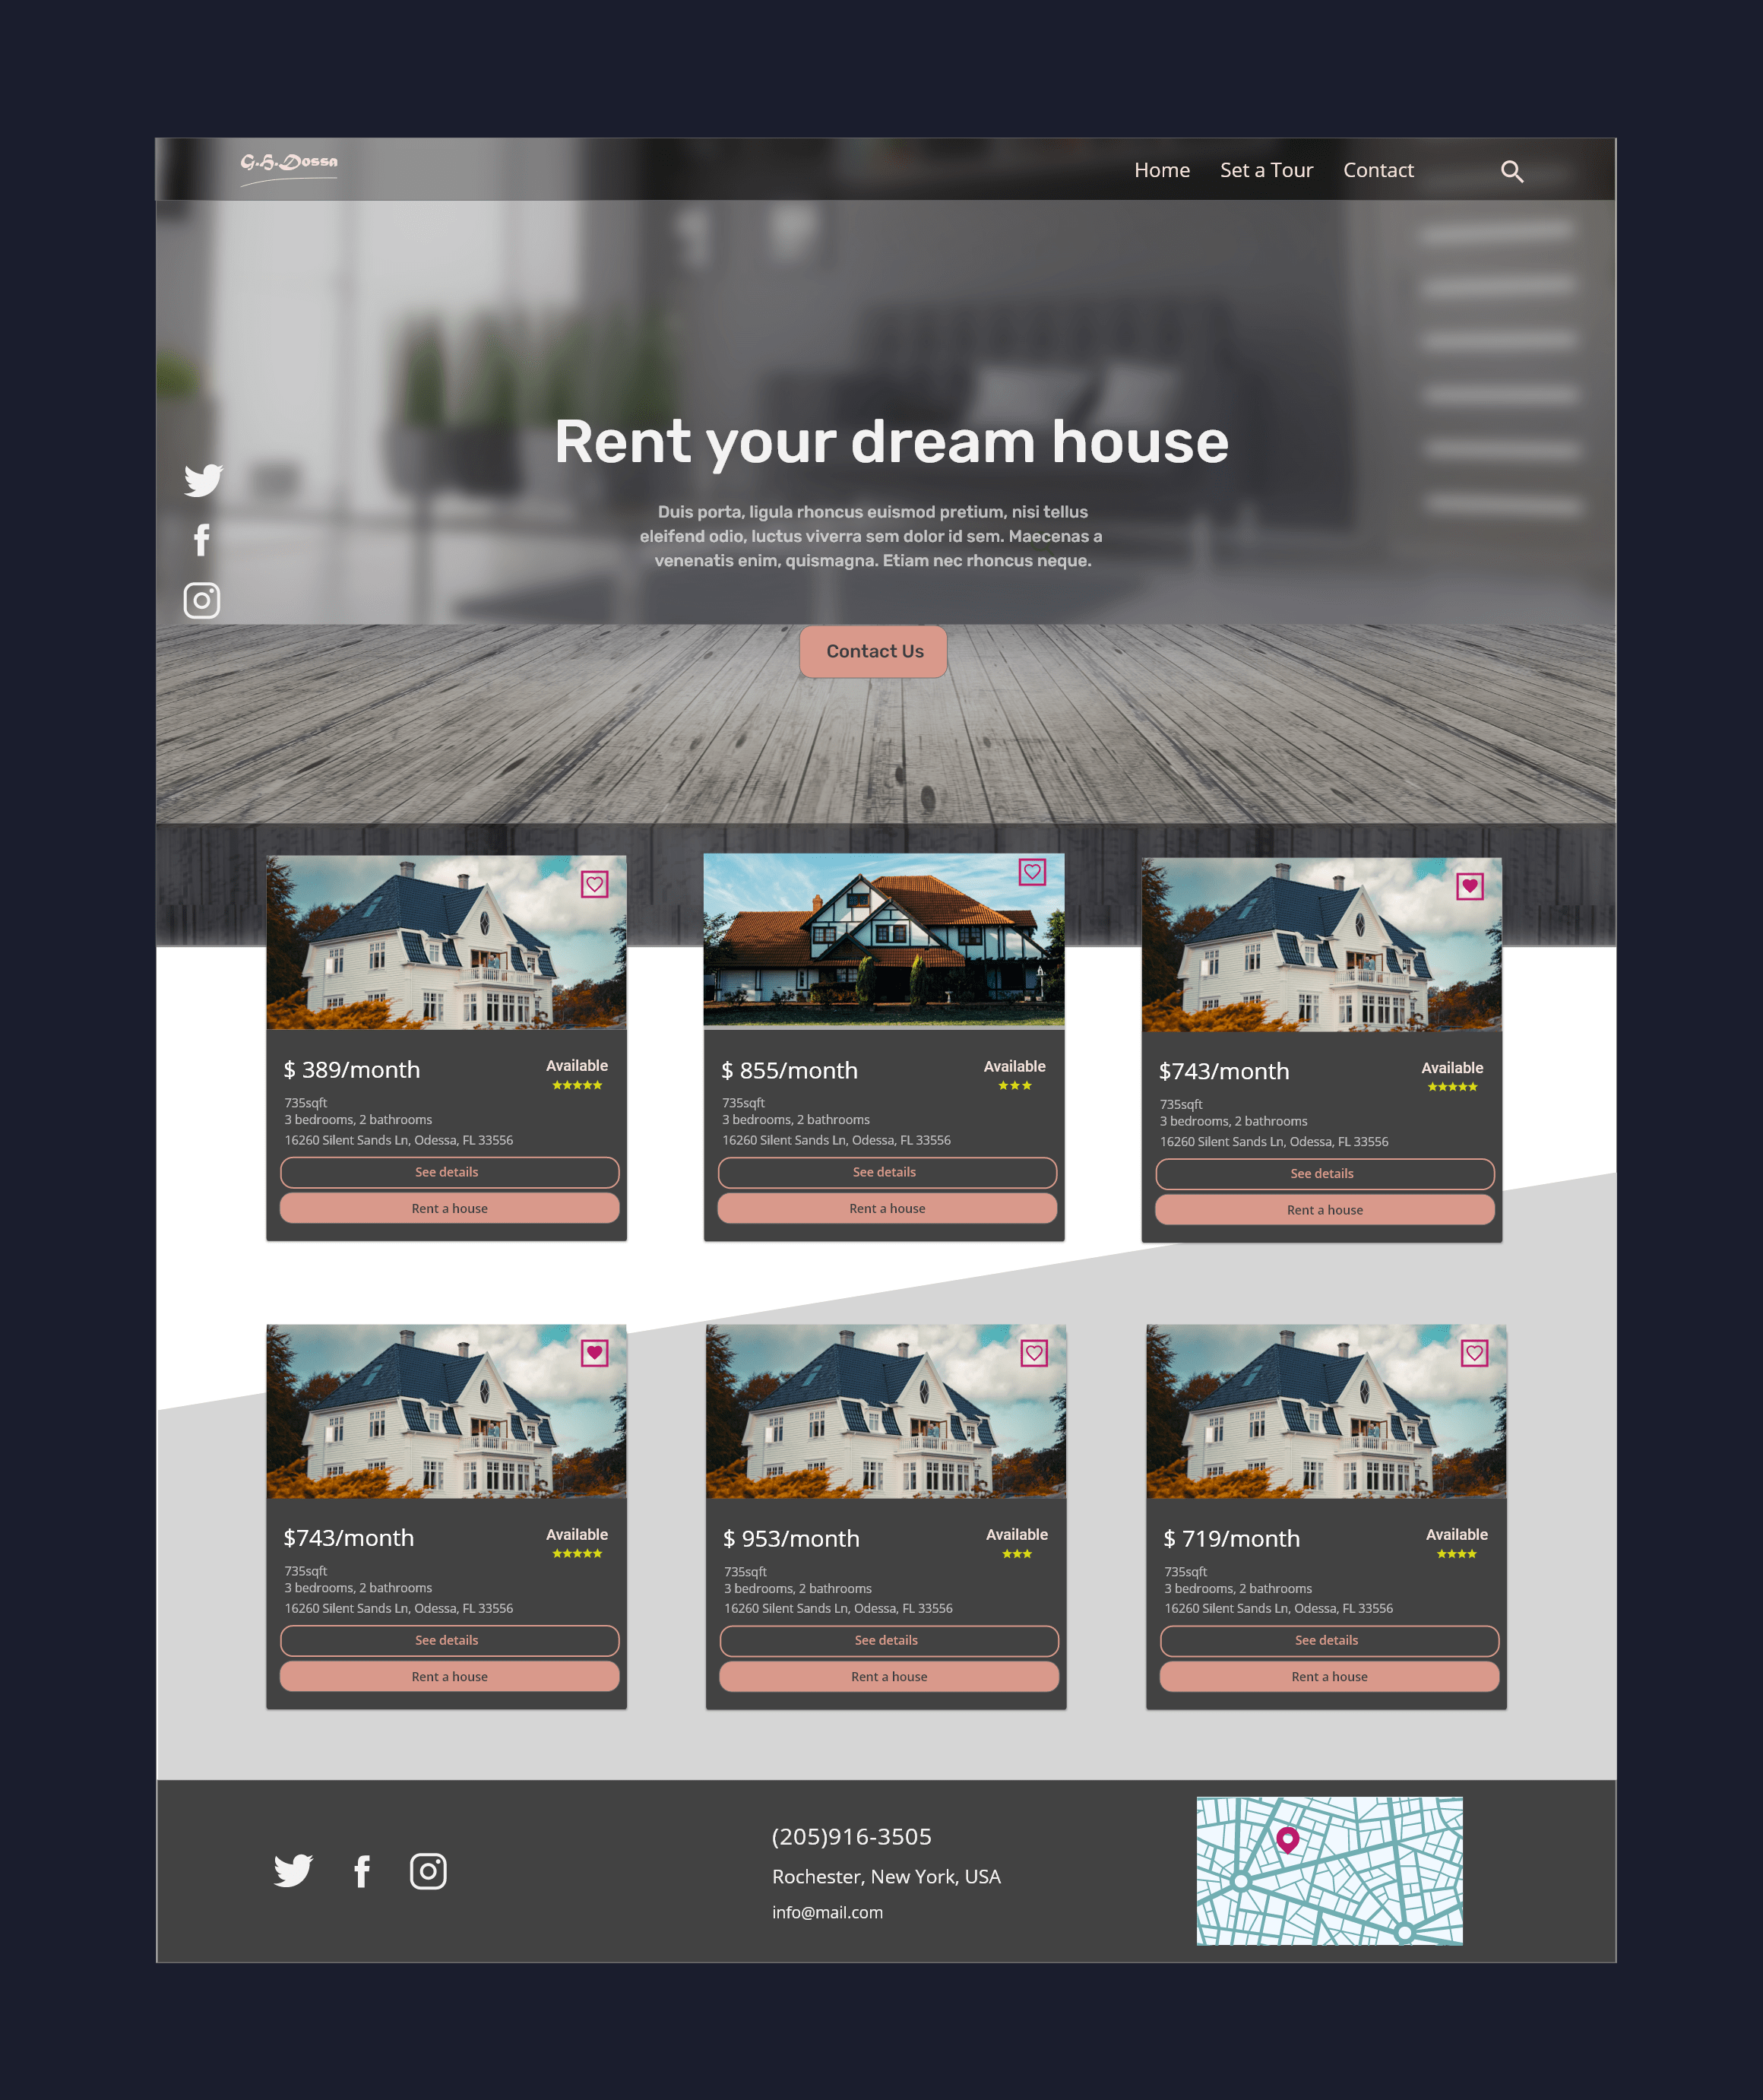 G.H.Dossa
Home Set a Tour Contact
Rent your dream house
Duis porta, ligula rhoncus euismod pretium, nisi tellus
eleifend odio, luctus viverra sem dolor id sem. Maecenas a
venenatis enim, quismagna. Etiam nec rhoncus neque.
Contact Us
$ 389/month
Available
735sqft
3 bedrooms, 2 bathrooms
16260 Silent Sands Ln, Odessa, FL 33556
See details
Rent a house
$ 855/month
Available
735sqft
3 bedrooms, 2 bathrooms
16260 Silent Sands Ln, Odessa, FL 33556
See details
Rent a house
$743/month
Available
735sqft
3 bedrooms, 2 bathrooms
16260 Silent Sands Ln, Odessa, FL 33556
See details
Rent a house
$743/month
Available
735sqft
3 bedrooms, 2 bathrooms
16260 Silent Sands Ln, Odessa, FL 33556
See details
Rent a house
$ 953/month
Available
735sqft
3 bedrooms, 2 bathrooms
16260 Silent Sands Ln, Odessa, FL 33556
See details
Rent a house
$ 719/month
Available
735sqft
3 bedrooms, 2 bathrooms
16260 Silent Sands Ln, Odessa, FL 33556
See details
Rent a house
(205)916-3505
Rochester, New York, USA
info@mail.com